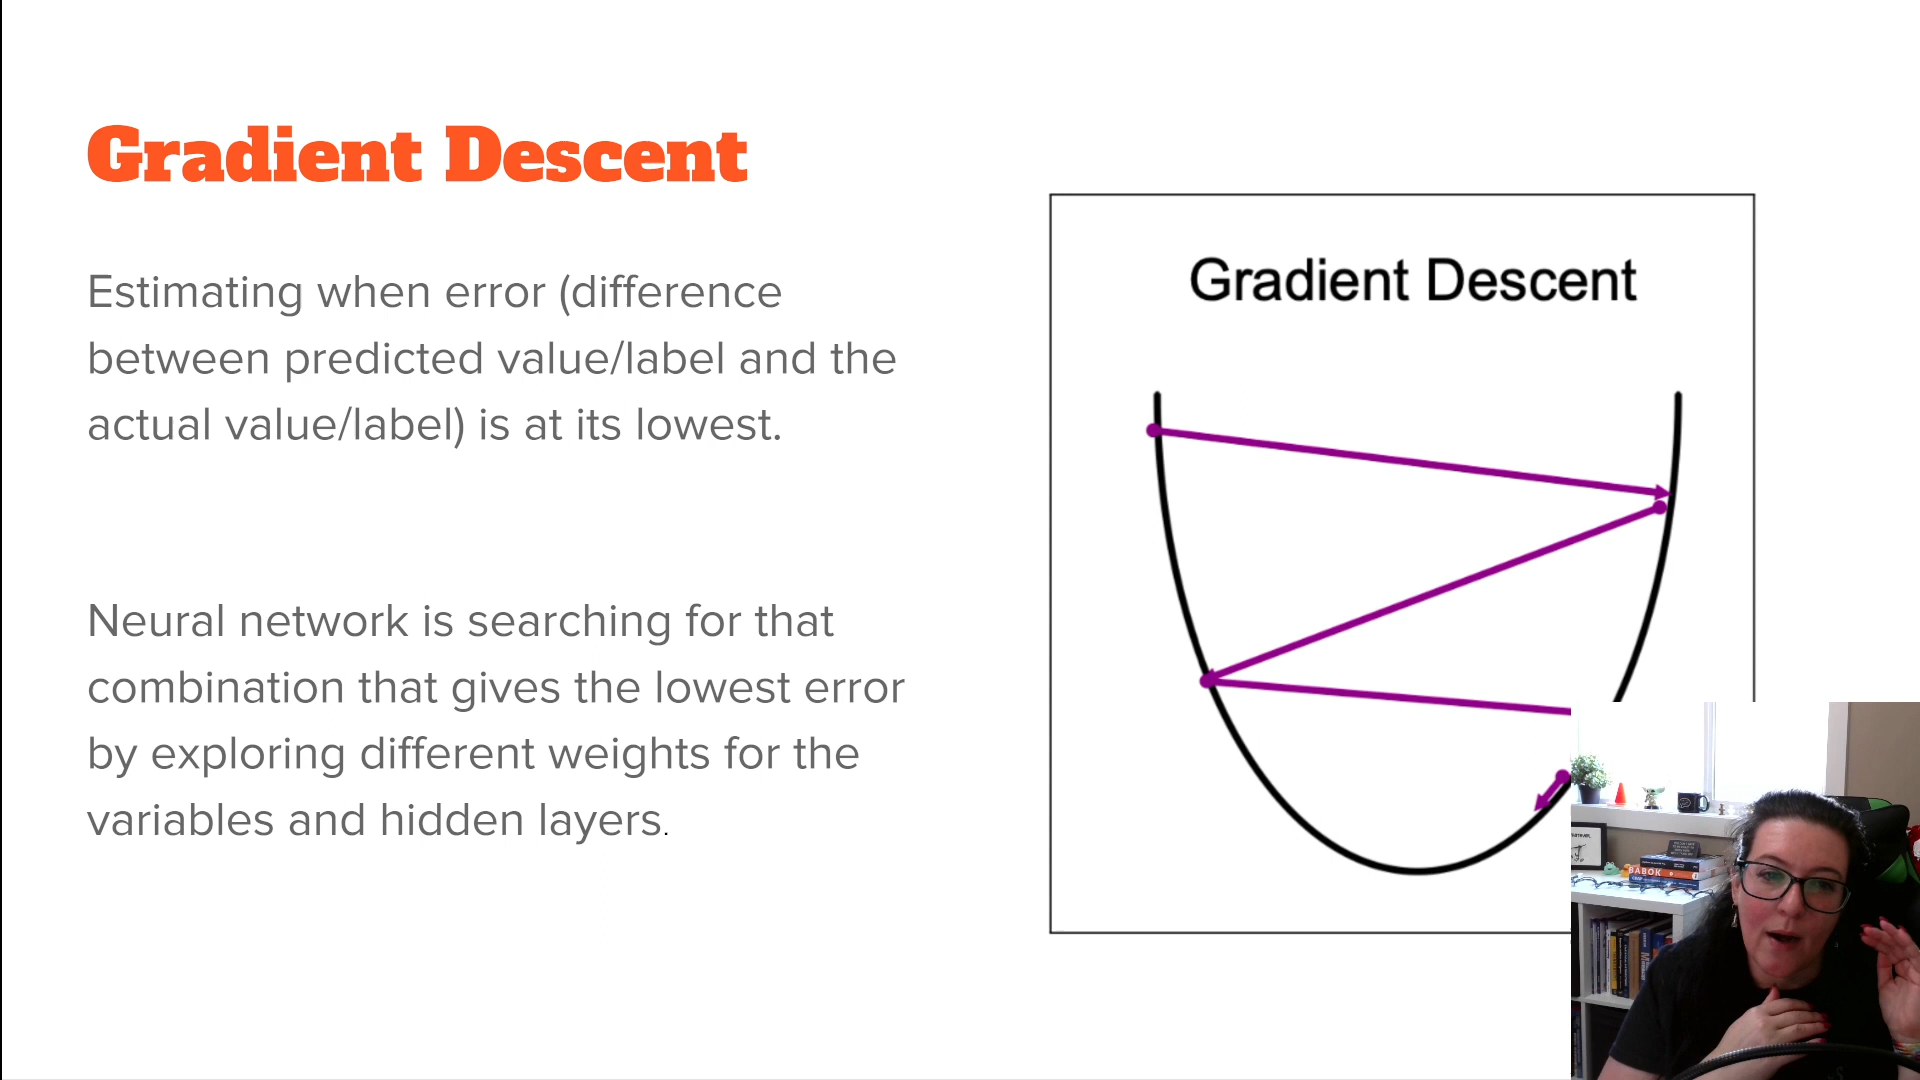 Gradient Descent
Estimating when error (difference
between predicted value/label and the
actual value/label) is at its lowest.
Neural network is searching for that
combination that gives the lowest error
by exploring different weights for the
variables and hidden layers.
Gradient Descent
BABOK